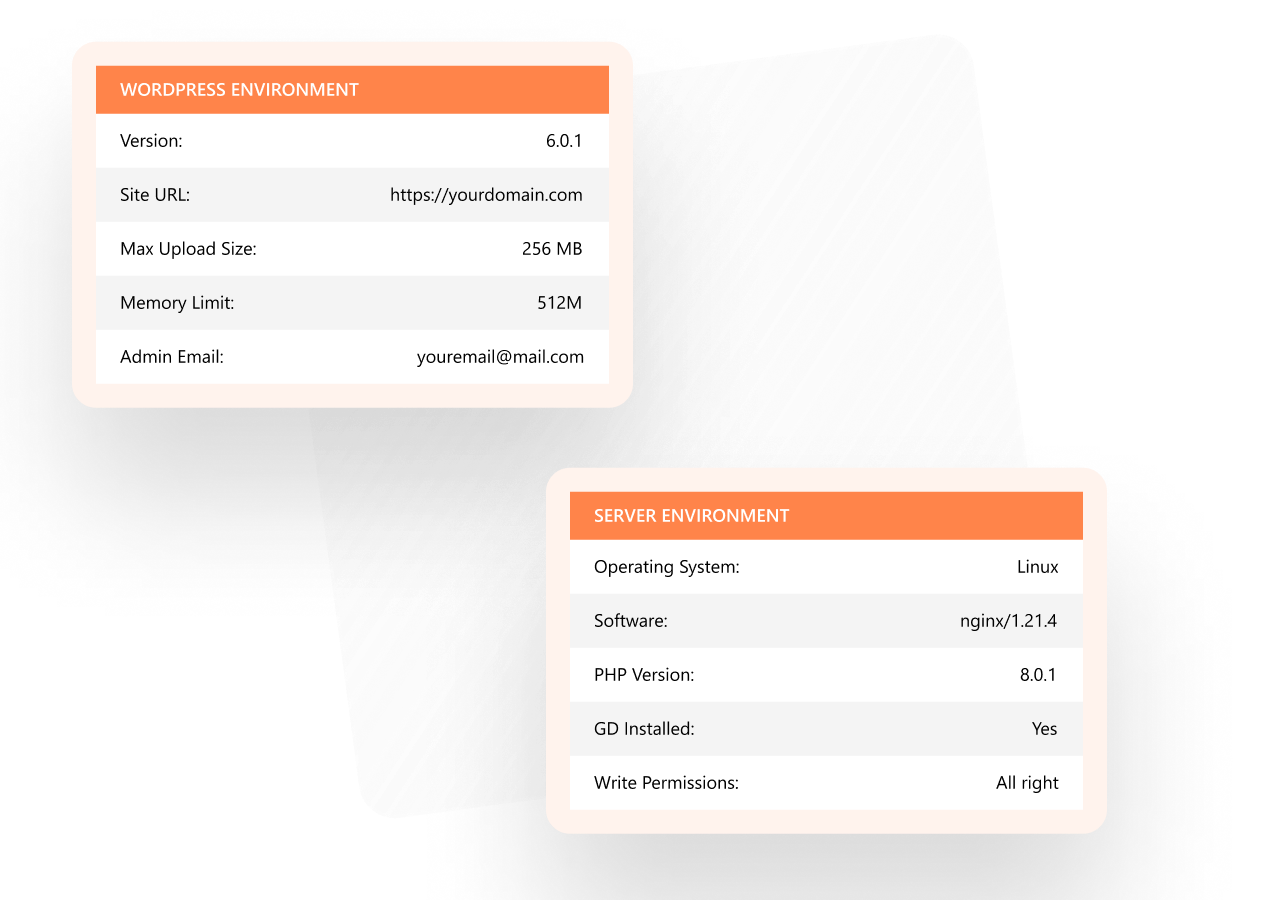 WORDPRESS ENVIRONMENT
Version: 6.0.1
Site URL: https://yourdomain.com
Max Upload Size: 256 MB
Memory Limit: 512M
Admin Email: youremail@mail.com
SERVER ENVIRONMENT
Operating System: Linux
Software: nginx/1.21.4
PHP Version: 8.0.1
GD Installed: Yes
Write Permissions: All right